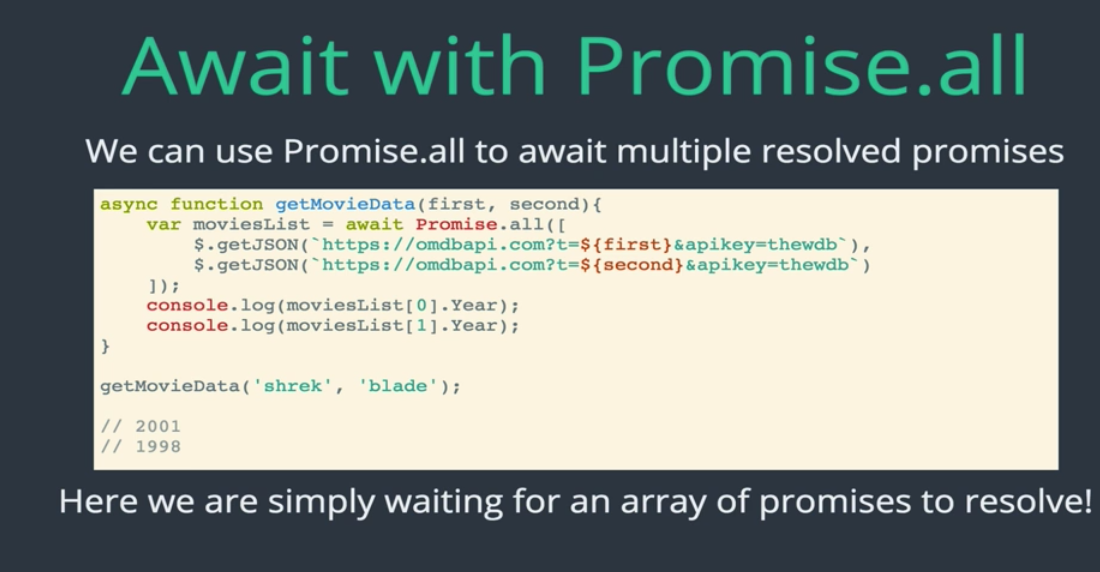 Await with Promise.all
We can use Promise.all to await multiple resolved promises
async function getMovieData(first, second){
    var moviesList = await Promise.all([
        $.getJSON(`https://omdbapi.com?t=${first}&apikey=thewdb`),
        $.getJSON(`https://omdbapi.com?t=${second}&apikey=thewdb`)
    ]);
    console.log(moviesList[0].Year);
    console.log(moviesList[1].Year);
}
getMovieData('shrek', 'blade');
// 2001
// 1998
Here we are simply waiting for an array of promises to resolve!